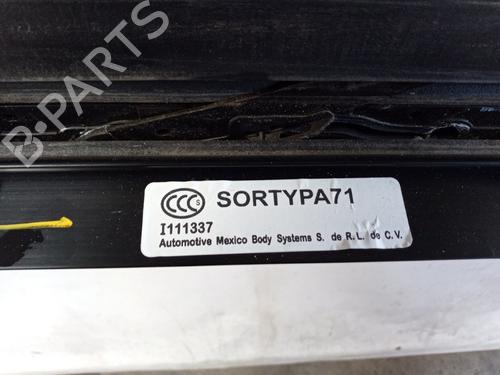 B-PARTS
CCC S SORTYPA71
I111337
Automotive Mexico Body Systems S. de R.L. de C.V.